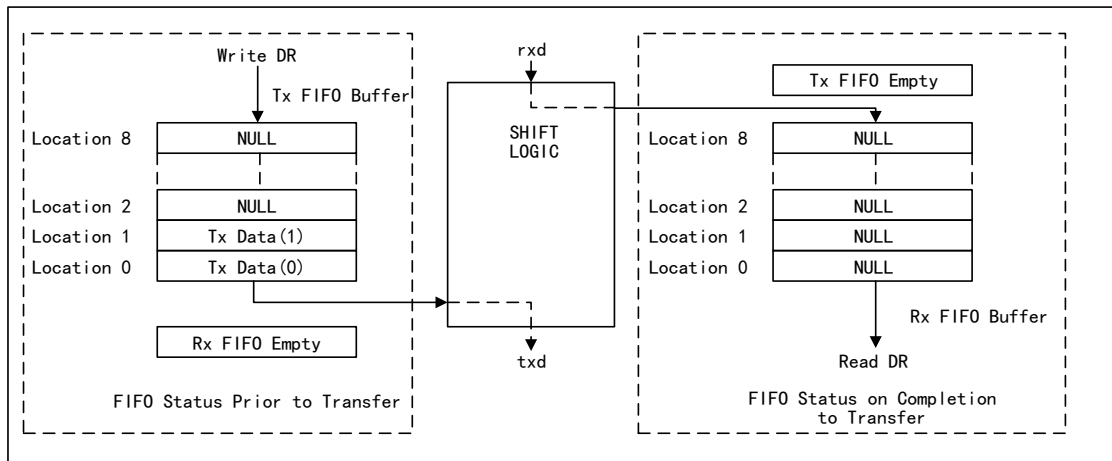 Write DR
Tx FIFO Buffer
Location 8 NULL
Location 2 NULL
Location 1 Tx Data(1)
Location 0 Tx Data(0)
Rx FIFO Empty
FIFO Status Prior to Transfer
rxd
SHIFT
LOGIC
txd
Tx FIFO Empty
Location 8 NULL
Location 2 NULL
Location 1 NULL
Location 0 NULL
Rx FIFO Buffer
Read DR
FIFO Status on Completion
to Transfer